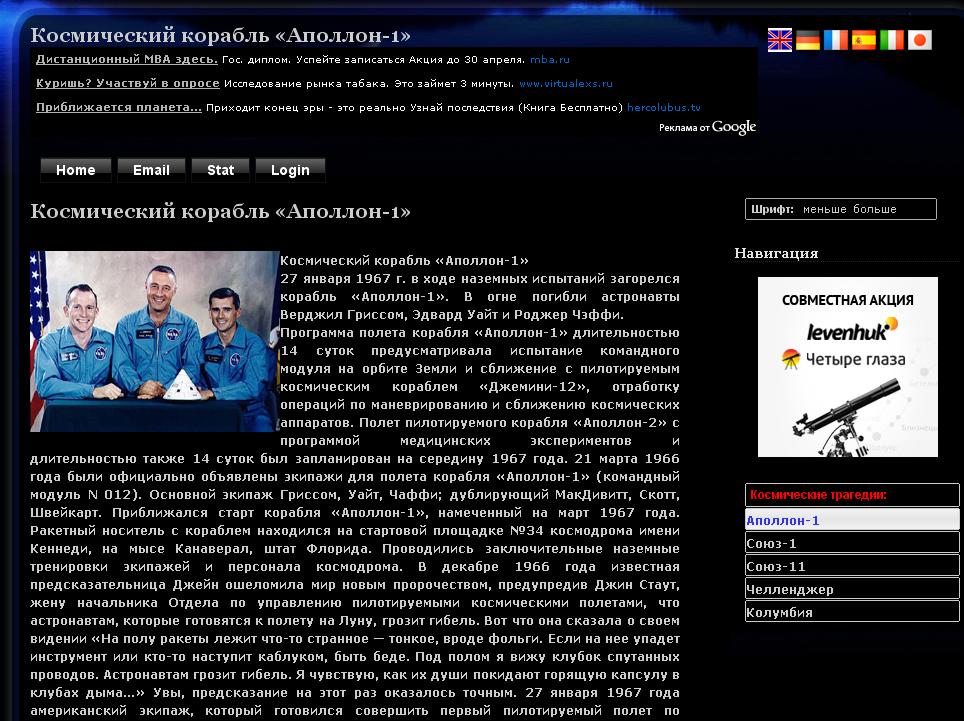 Космический корабль «Аполлон-1»
Дистанционный MBA здесь. Гос. диплом. Успейте записаться Акция до 30 апреля. mba.ru
Куришь? Участвуй в опросе Исследование рынка табака. Это займет 3 минуты. www.virtualexs.ru
Приближается планета... Приходит конец эры - это реально Узнай последствия (Книга Бесплатно) hercolubus.tv
Реклама от Google
Home Email Stat Login
Космический корабль «Аполлон-1»
Космический корабль «Аполлон-1»
27 января 1967 г. в ходе наземных испытаний загорелся
корабль «Аполлон-1». В огне погибли астронавты
Верджил Гриссом, Эдвард Уайт и Роджер Чэффи.
Программа полета корабля «Аполлон-1» длительностью
14 суток предусматривала испытание командного
модуля на орбите Земли и сближение с пилотируемым
космическим кораблем «Джемини-12», отработку
операций по маневрированию и сближению космических
аппаратов. Полет пилотируемого корабля «Аполлон-2» с
программой медицинских экспериментов и
длительностью также 14 суток был запланирован на середину 1967 года. 21 марта 1966
года были официально объявлены экипажи для полета корабля «Аполлон-1» (командный
модуль N 012). Основной экипаж Гриссом, Уайт, Чаффи; дублирующий МакДивитт, Скотт,
Швейкарт. Приближался старт корабля «Аполлон-1», намеченный на март 1967 года.
Ракетный носитель с кораблем находился на стартовой площадке №34 космодрома имени
Кеннеди, на мысе Канаверал, штат Флорида. Проводились заключительные наземные
тренировки экипажей и персонала космодрома. В декабре 1966 года известная
предсказательница Джейн ошеломила мир новым пророчеством, предупредив Джин Стаут,
жену начальника Отдела по управлению пилотируемыми космическими полетами, что
астронавтам, которые готовятся к полету на Луну, грозит гибель. Вот что она сказала о своем
видении «На полу ракеты лежит что-то странное — тонкое, вроде фольги. Если на нее упадет
инструмент или кто-то наступит каблуком, быть беде. Под полом я вижу клубок спутанных
проводов. Астронавтам грозит гибель. Я чувствую, как их души покидают горящую капсулу в
клубах дыма...» Увы, предсказание на этот раз оказалось точным. 27 января 1967 года
американский экипаж, который готовился совершить первый пилотируемый полет по
Шрифт: меньше больше
Навигация
СОВМЕСТНАЯ АКЦИЯ
levenhuk
Четыре глаза
Космические трагедии:
Аполлон-1
Союз-1
Союз-11
Челленджер
Колумбия